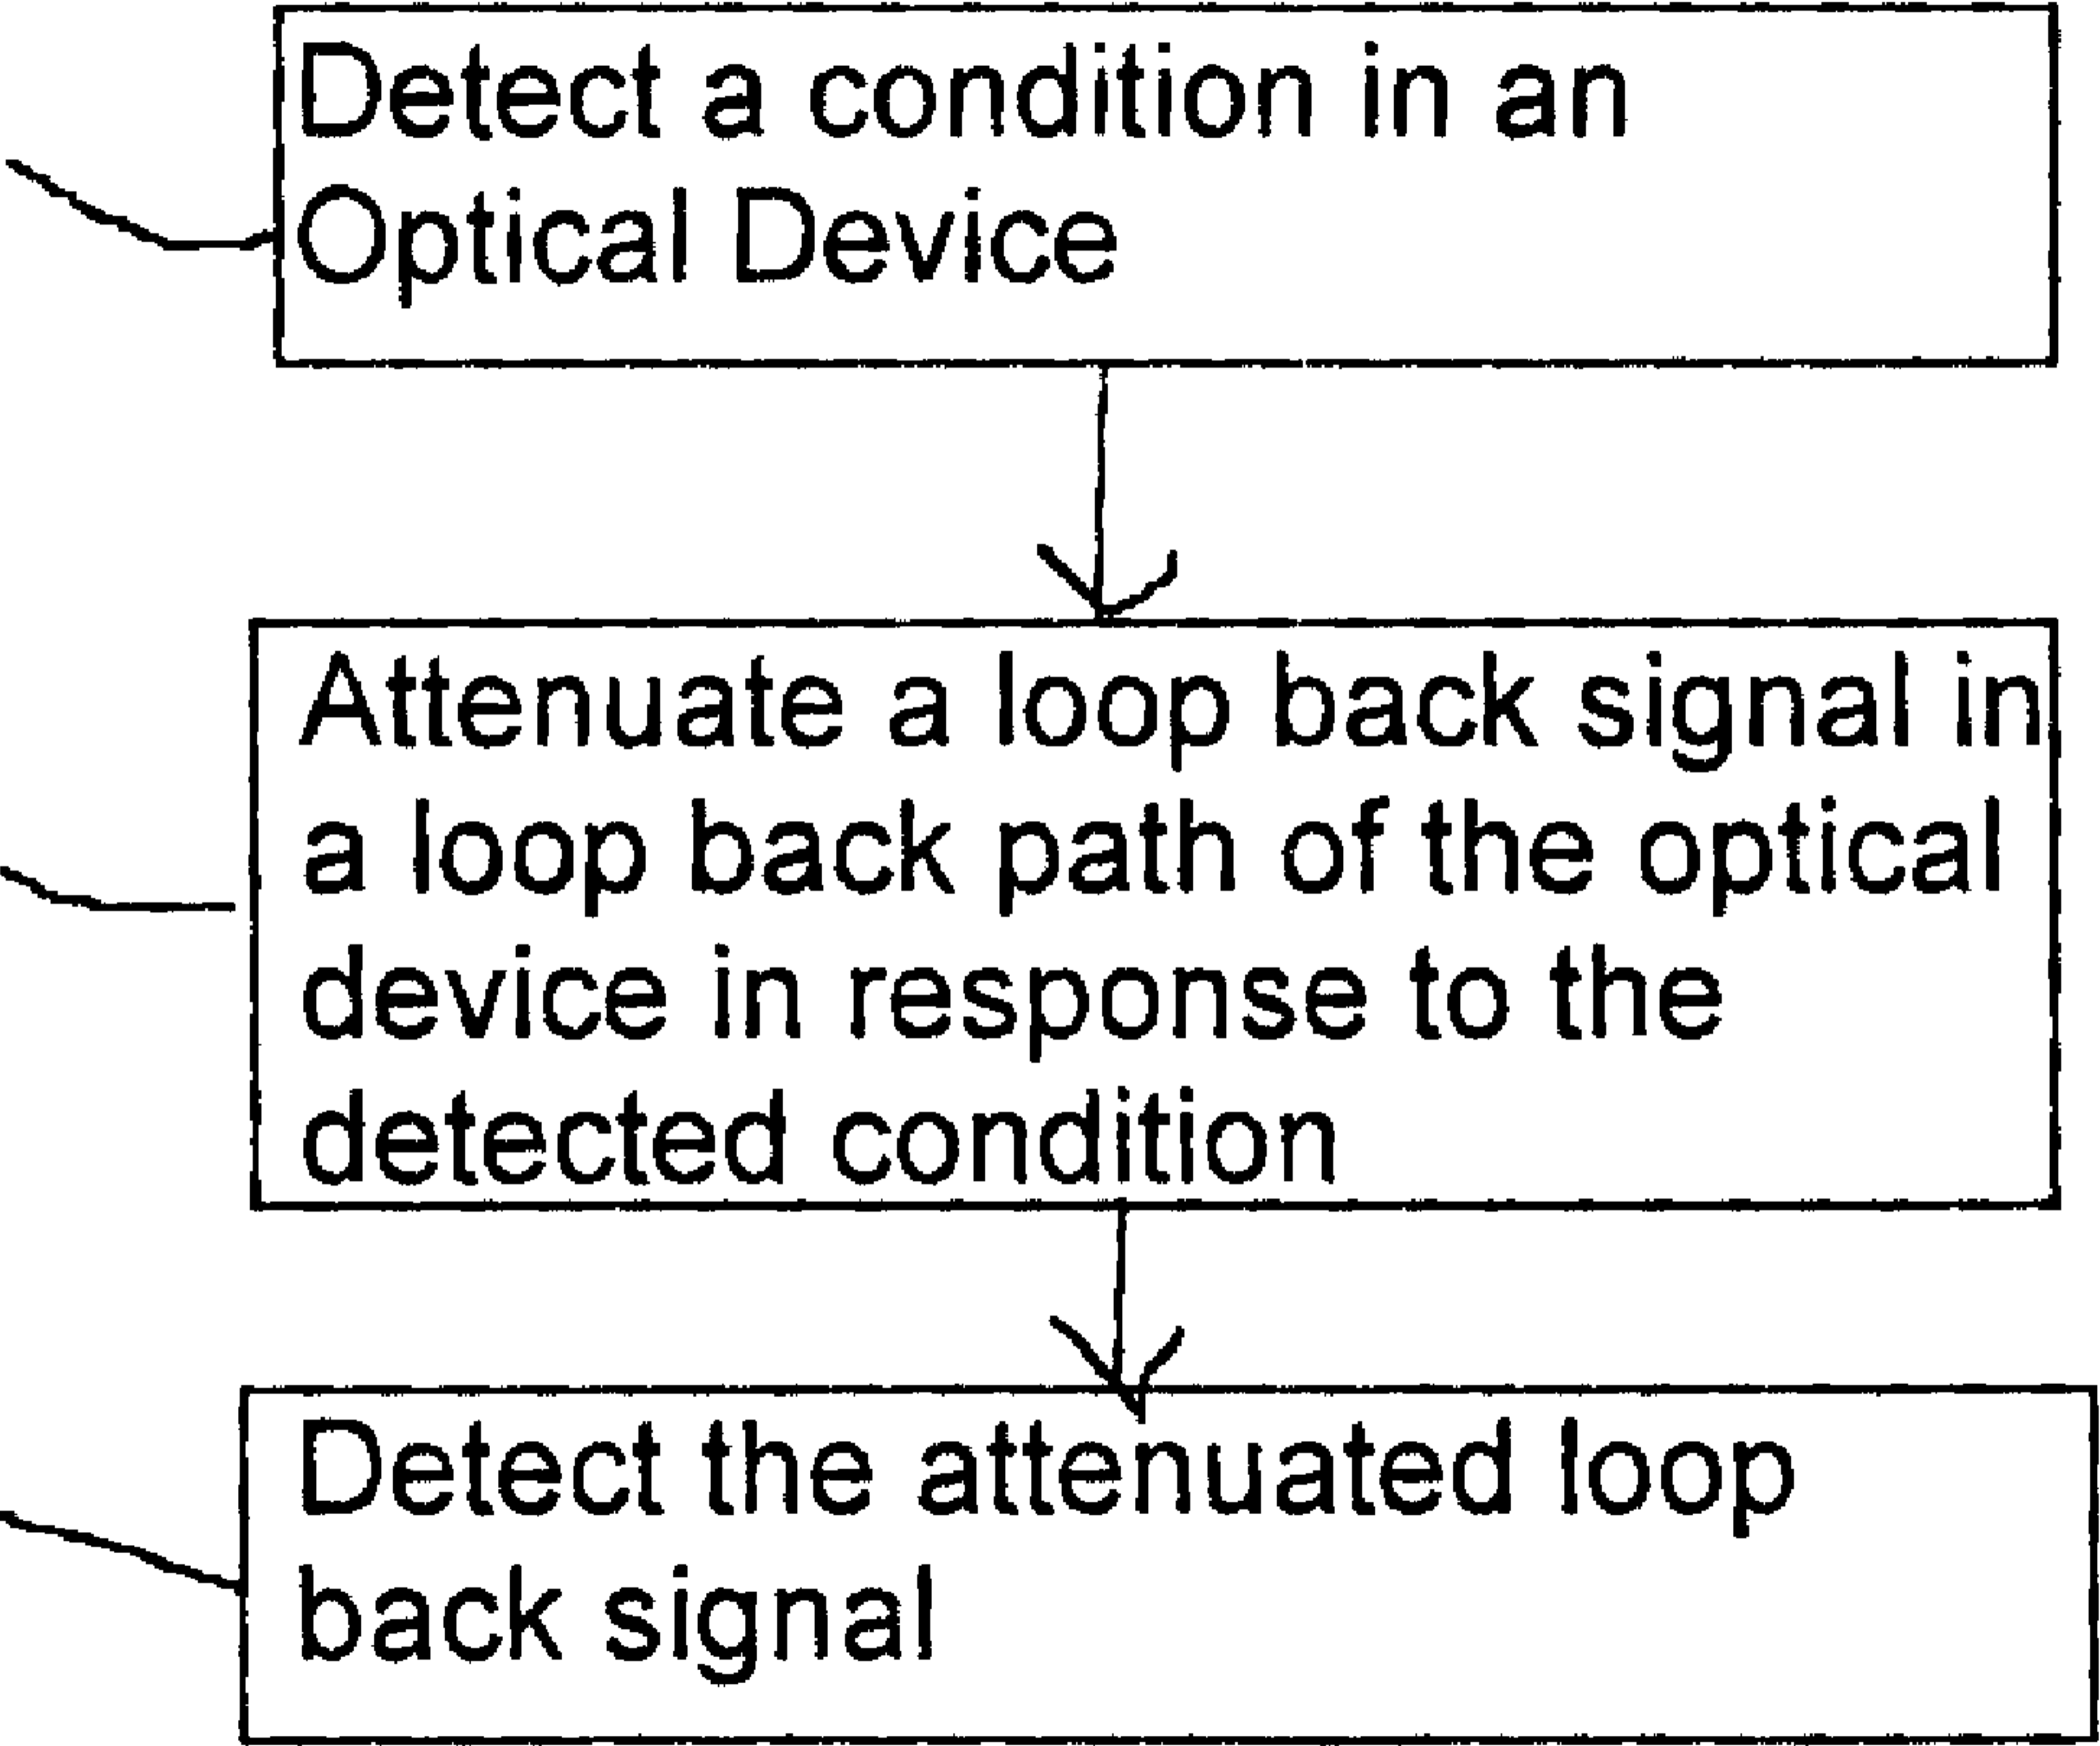 Detect a condition in an
Optical Device
Attenuate a loop back signal in
a loop back path of the optical
device in response to the
detected condition
Detect the attenuated loop
back signal